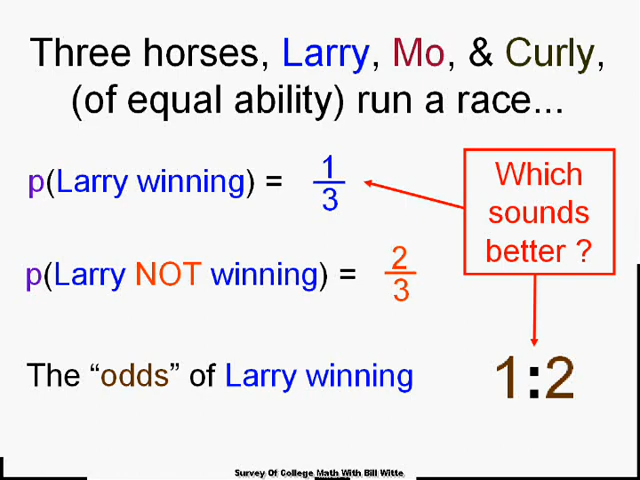 Three horses, Larry, Mo, & Curly,
(of equal ability) run a race...
p(Larry winning) = 1/3
Which
sounds
better ?
p(Larry NOT winning) = 2/3
The “odds” of Larry winning 1:2
Survey Of College Math With Bill Witte